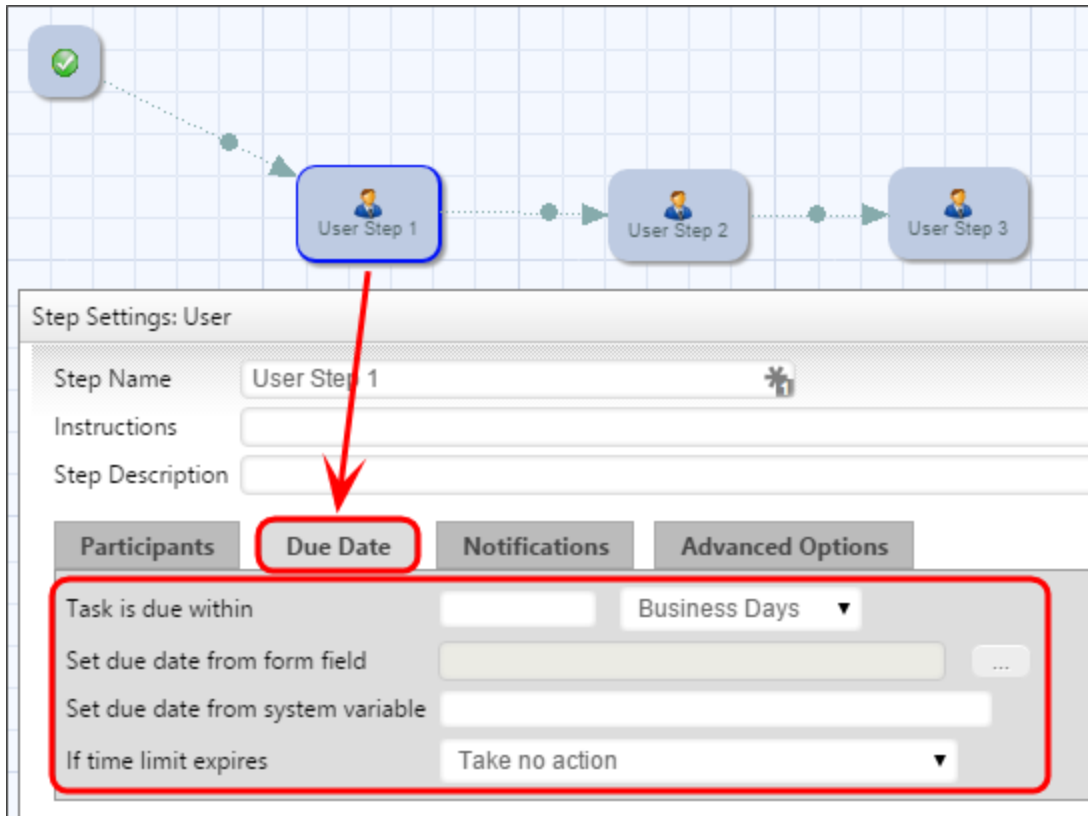 User Step 1
User Step 2
User Step 3
Step Settings: User
Step Name User Step 1
Instructions
Step Description
Participants Due Date Notifications Advanced Options
Task is due within Business Days
Set due date from form field ...
Set due date from system variable
If time limit expires Take no action